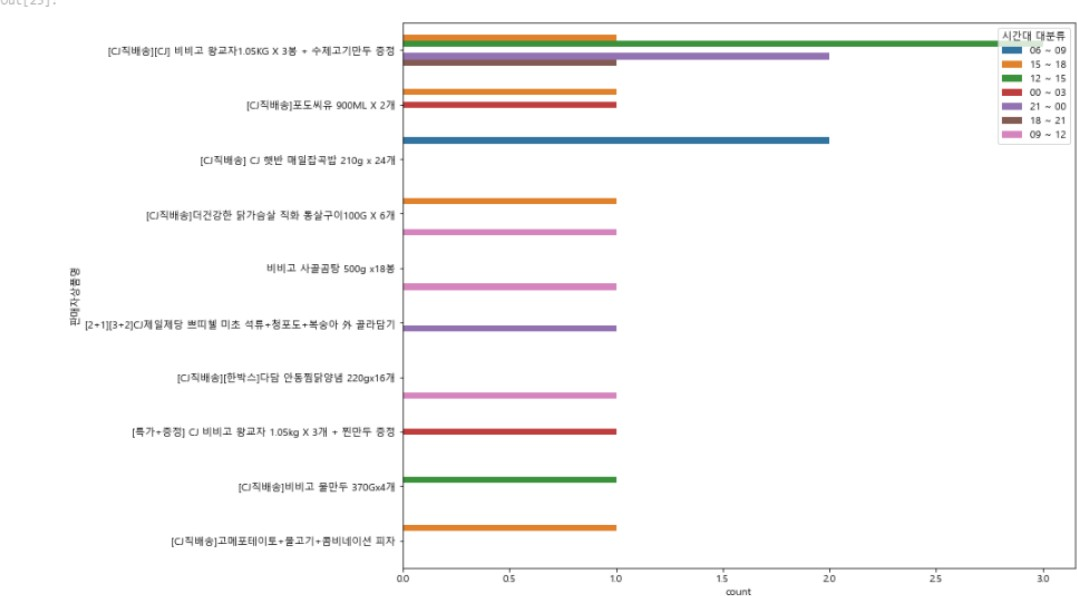 Out[25]:
시간대 대분류
06 ~ 09
15 ~ 18
12 ~ 15
00 ~ 03
21 ~ 00
18 ~ 21
09 ~ 12
판매자상품명
[CJ직배송][CJ] 비비고 왕교자1.05KG X 3봉 + 수제고기만두 증정
[CJ직배송]포도씨유 900ML X 2개
[CJ직배송] CJ 햇반 매일잡곡밥 210g x 24개
[CJ직배송]더건강한 닭가슴살 직화 통살구이100G X 6개
비비고 사골곰탕 500g x18봉
[2+1][3+2]CJ제일제당 쁘띠첼 미초 석류+청포도+복숭아 外 골라담기
[CJ직배송][한박스]다담 안동찜닭양념 220gx16개
[특가+증정] CJ 비비고 왕교자 1.05kg X 3개 + 찐만두 증정
[CJ직배송]비비고 물만두 370Gx4개
[CJ직배송]고메포테이토+불고기+콤비네이션 피자
0.0 0.5 1.0 1.5 2.0 2.5 3.0
count